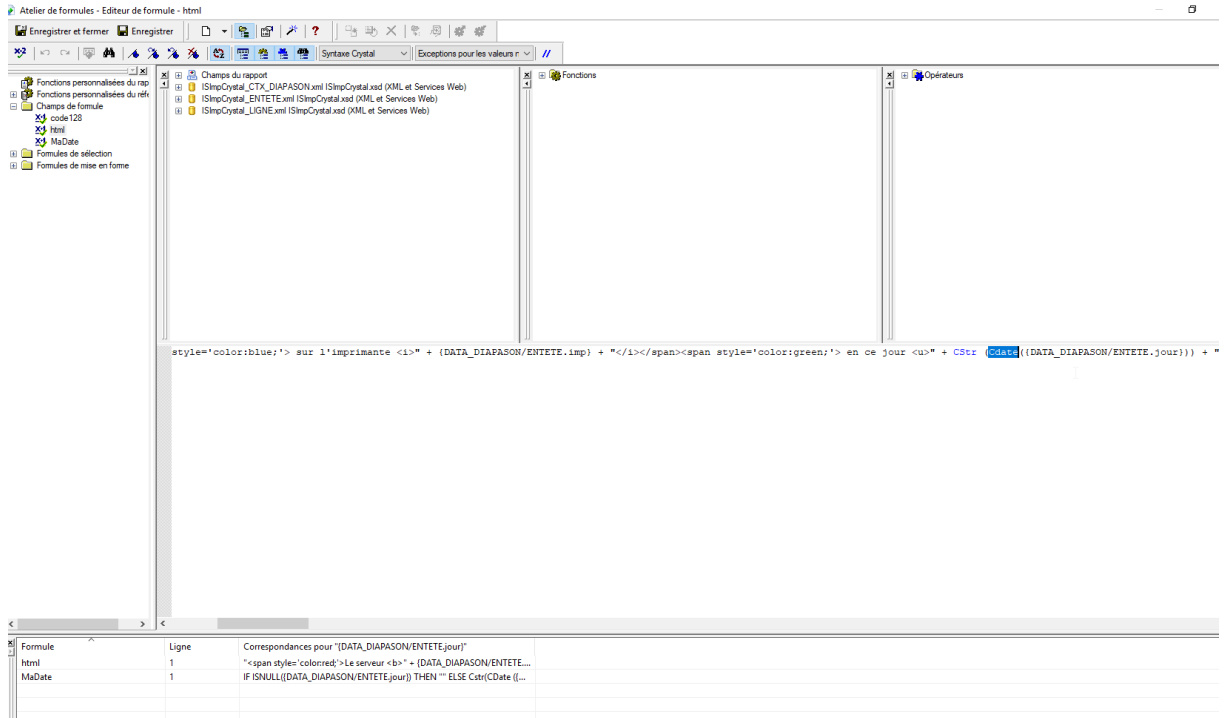 Atelier de formules - Editeur de formule - html
Enregistrer et fermer Enregistrer
Syntaxe Crystal Exceptions pour les valeurs r
Fonctions personnalisées du rap
Fonctions personnalisées du réfé
Champs de formule
code128
html
MaDate
Formules de sélection
Formules de mise en forme
Champs du rapport
ISImpCrystal_CTX_DIAPASON.xml ISImpCrystal.xsd (XML et Services Web)
ISImpCrystal_ENTETE.xml ISImpCrystal.xsd (XML et Services Web)
ISImpCrystal_LIGNE.xml ISImpCrystal.xsd (XML et Services Web)
Fonctions
Opérateurs
style='color:blue;'> sur l'imprimante <i>" + {DATA_DIAPASON/ENTETE.imp} + "</i></span><span style='color:green;'> en ce jour <u>" + CStr (Cdate({DATA_DIAPASON/ENTETE.jour})) + "
Formule Ligne Correspondances pour "{DATA_DIAPASON/ENTETE.jour}"
html 1 "<span style='color:red;'>Le serveur <b>" + {DATA_DIAPASON/ENTETE....
MaDate 1 IF ISNULL({DATA_DIAPASON/ENTETE.jour}) THEN "" ELSE Cstr(CDate ({...